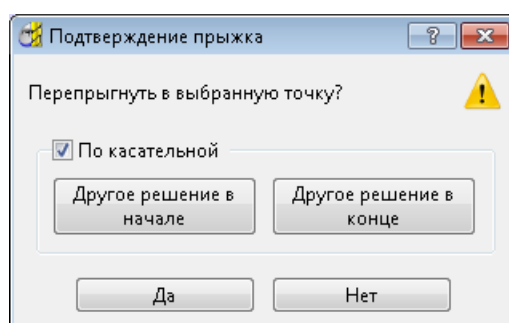 Подтверждение прыжка
Перепрыгнуть в выбранную точку?
По касательной
Другое решение в
начале
Другое решение в
конце
Да
Нет